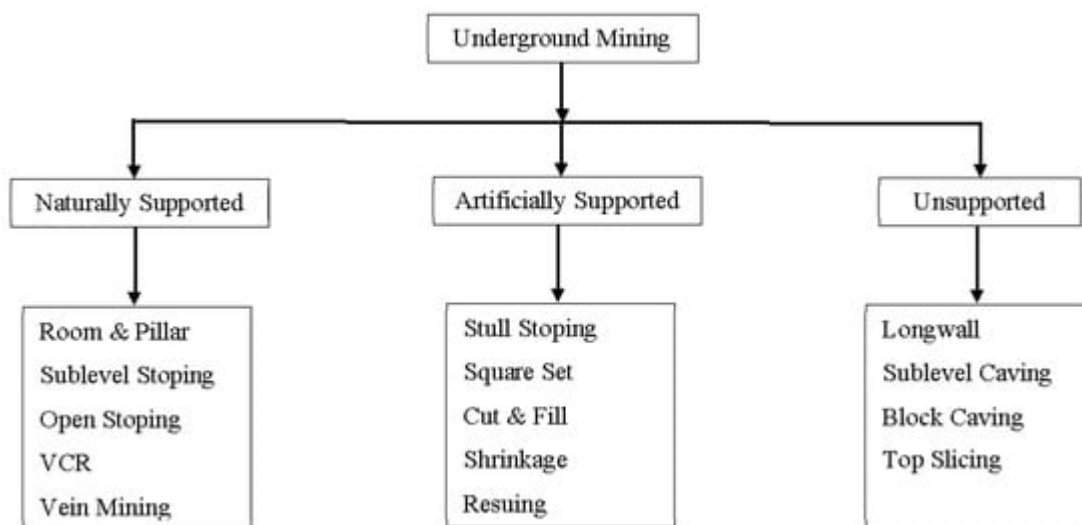 Underground Mining
Naturally Supported
Artificially Supported
Unsupported
Room & Pillar
Sublevel Stoping
Open Stoping
VCR
Vein Mining
Stull Stoping
Square Set
Cut & Fill
Shrinkage
Resuing
Longwall
Sublevel Caving
Block Caving
Top Slicing